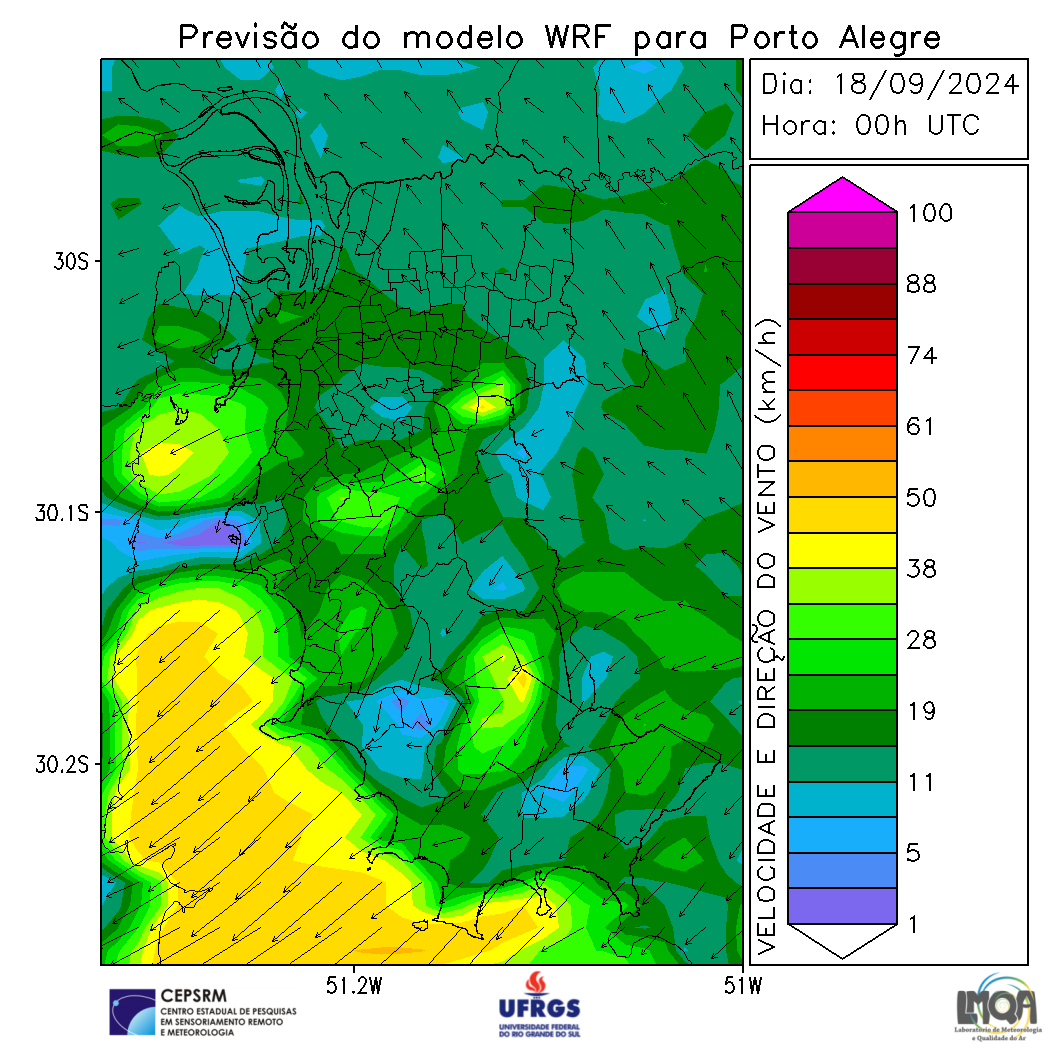 Previsão do modelo WRF para Porto Alegre
Dia: 18/09/2024
Hora: 00h UTC
30S
30.1S
30.2S
51.2W
51W
VELOCIDADE E DIREÇÃO DO VENTO (km/h)
100
88
74
61
50
38
28
19
11
5
1
CEPSRM
CENTRO ESTADUAL DE PESQUISAS
EM SENSORIAMENTO REMOTO
E METEOROLOGIA
UFRGS
UNIVERSIDADE FEDERAL
DO RIO GRANDE DO SUL
LMQA
Laboratório de Meteorologia
e Qualidade do Ar